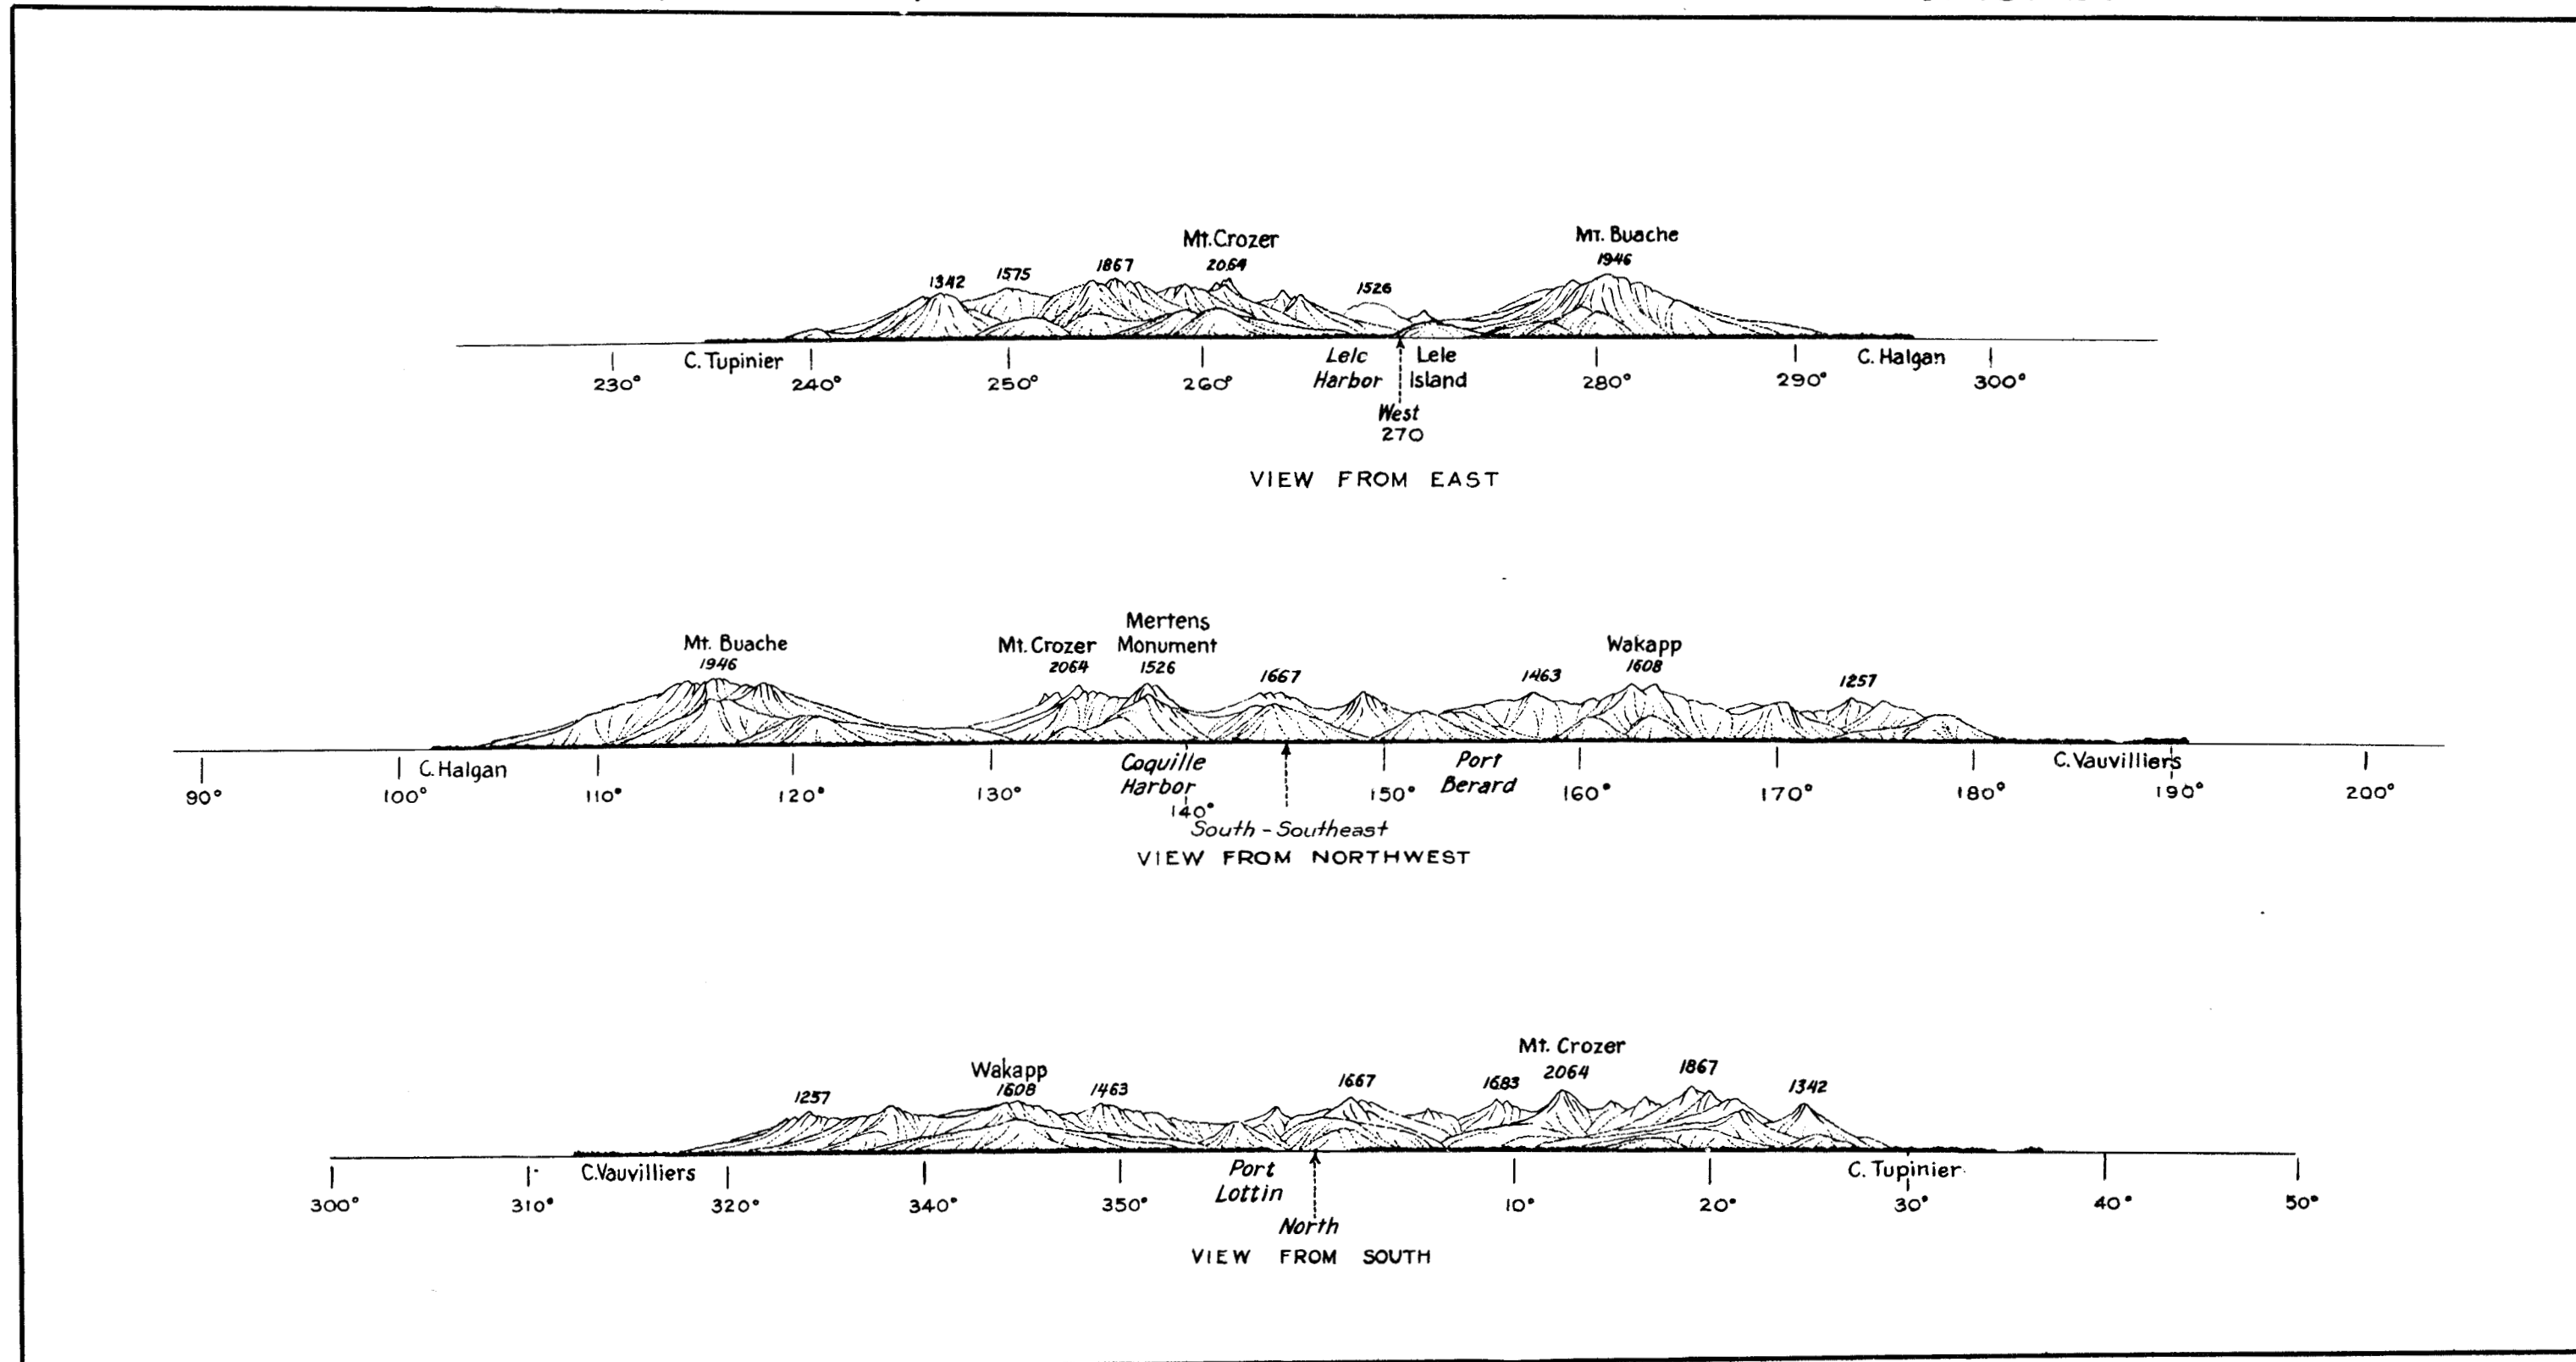 Mt. Crozer
Mt. Buache
1342
1575
1867
2064
1526
1946
C. Tupinier
Lelc
Harbor
Lele
Island
C. Halgan
230°
240°
250°
260°
280°
290°
300°
West
270
VIEW FROM EAST
Mt. Buache
1946
Mt. Crozer
2064
Mertens
Monument
1526
1667
1463
Wakapp
1608
1257
C. Halgan
Coquille
Harbor
Port
Berard
C. Vauvilliers
90°
100°
110°
120°
130°
140°
150°
160°
170°
180°
190°
200°
South-Southeast
VIEW FROM NORTHWEST
1257
Wakapp
1608
1463
1667
1683
Mt. Crozer
2064
1867
1342
C. Vauvilliers
Port
Lottin
C. Tupinier
300°
310°
320°
340°
350°
10°
20°
30°
40°
50°
North
VIEW FROM SOUTH